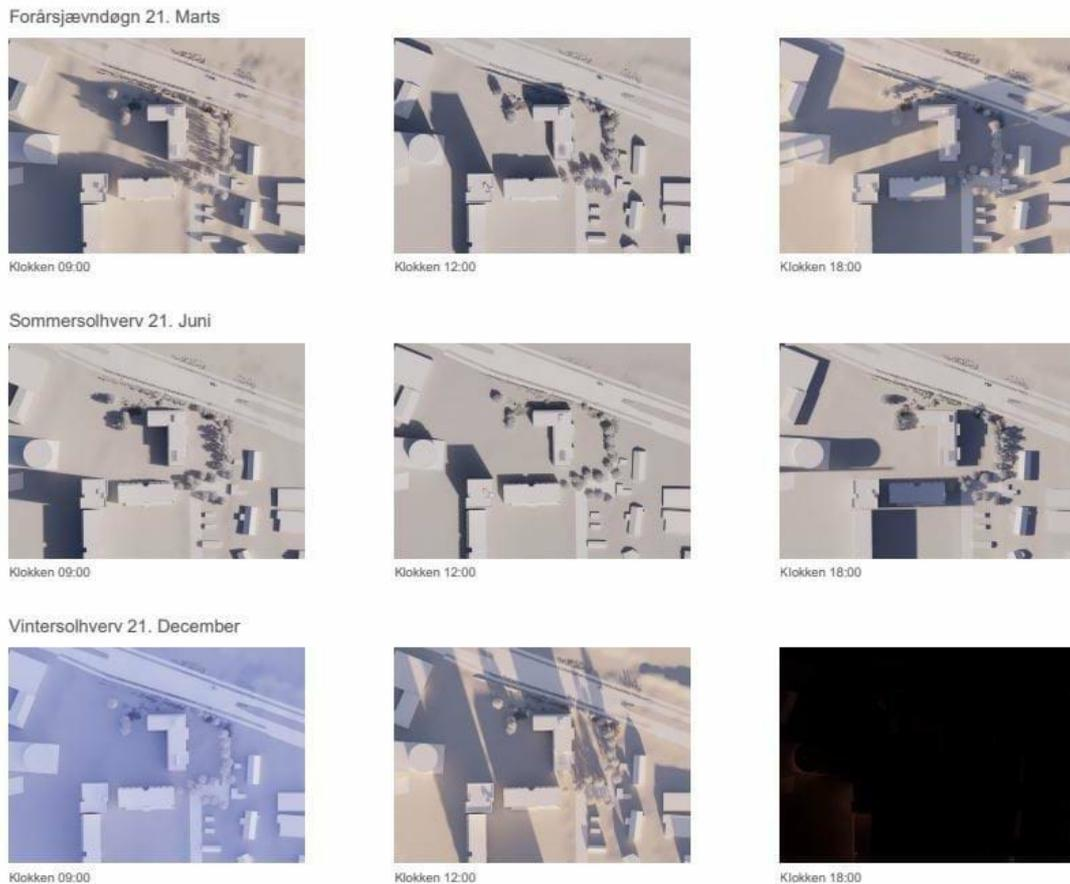 Forårsjævndøgn 21. Marts
Klokken 09:00
Klokken 12:00
Klokken 18:00
Sommersolhverv 21. Juni
Klokken 09:00
Klokken 12:00
Klokken 18:00
Vintersolhverv 21. December
Klokken 09:00
Klokken 12:00
Klokken 18:00